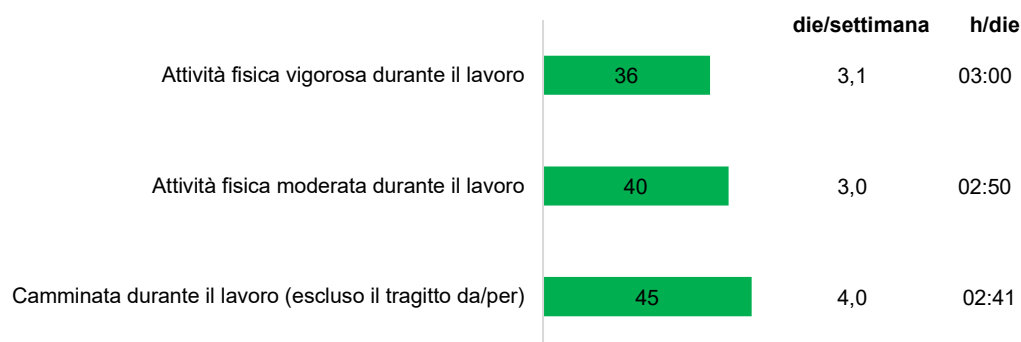 die/settimana h/die
Attività fisica vigorosa durante il lavoro 36 3,1 03:00
Attività fisica moderata durante il lavoro 40 3,0 02:50
Camminata durante il lavoro (escluso il tragitto da/per) 45 4,0 02:41